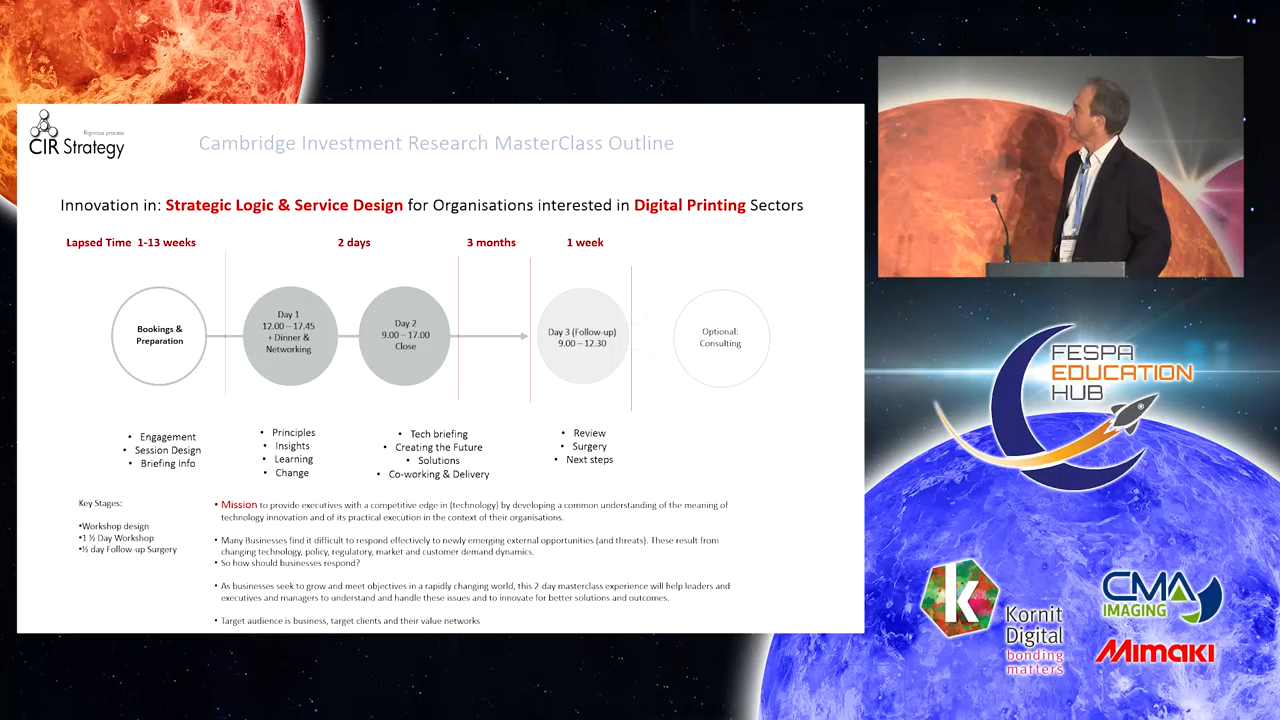 Rigorous process
CIR Strategy
Cambridge Investment Research MasterClass Outline
Innovation in: Strategic Logic & Service Design for Organisations interested in Digital Printing Sectors
Lapsed Time 1-13 weeks
2 days
3 months
1 week
Bookings &
Preparation
Day 1
12.00 – 17.45
+ Dinner &
Networking
Day 2
9.00 – 17.00
Close
Day 3 (Follow-up)
9.00 – 12.30
Optional:
Consulting
• Engagement
• Session Design
• Briefing Info
• Principles
• Insights
• Learning
• Change
• Tech briefing
• Creating the Future
• Solutions
• Co-working & Delivery
• Review
• Surgery
• Next steps
Key Stages:
•Workshop design
•1 ½ Day Workshop
•½ day Follow-up Surgery
• Mission to provide executives with a competitive edge in (technology) by developing a common understanding of the meaning of
technology innovation and of its practical execution in the context of their organisations.
• Many Businesses find it difficult to respond effectively to newly emerging external opportunities (and threats). These result from
changing technology, policy, regulatory, market and customer demand dynamics.
• So how should businesses respond?
• As businesses seek to grow and meet objectives in a rapidly changing world, this 2-day masterclass experience will help leaders and
executives and managers to understand and handle these issues and to innovate for better solutions and outcomes.
• Target audience is business, target clients and their value networks
FESPA
EDUCATION
HUB
k
Kornit
Digital
bonding
matters
CMA
IMAGING
Mimaki